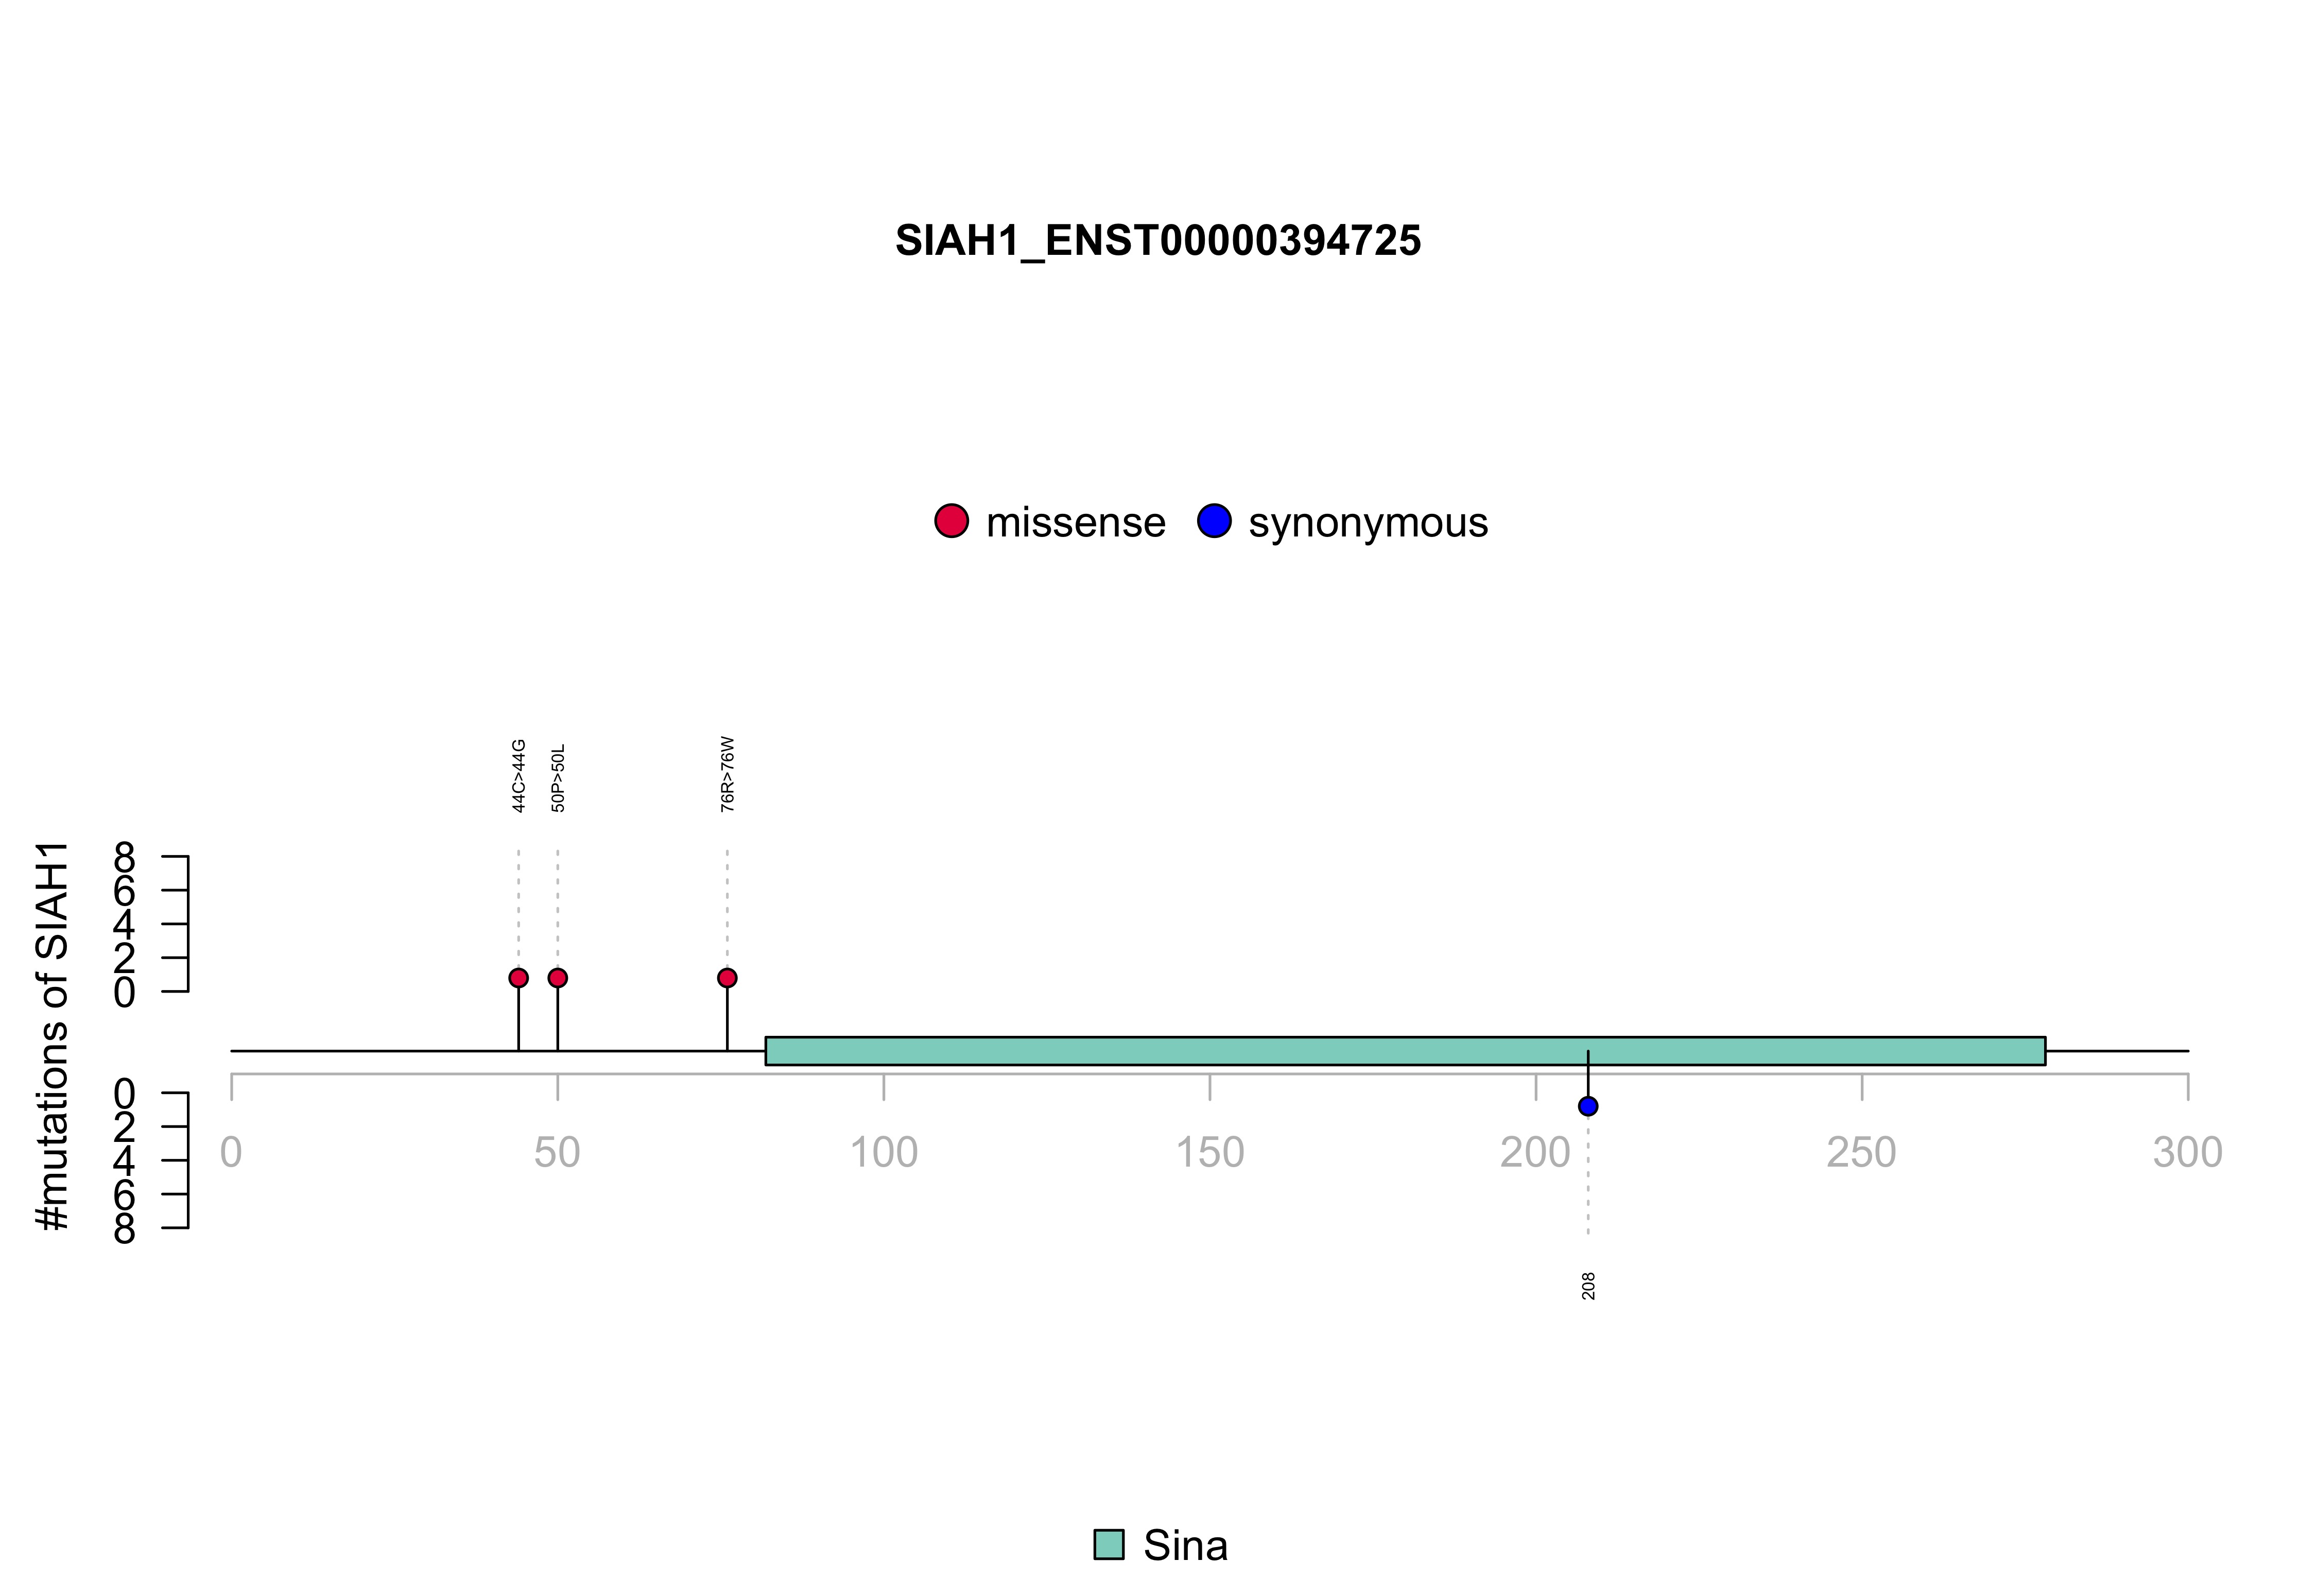 SIAH1_ENST00000394725
missense synonymous
44C>44G
50P>50L
76R>76W
#mutations of SIAH1
8
6
4
2
0
0
2
4
6
8
0 50 100 150 200 250 300
208
Sina